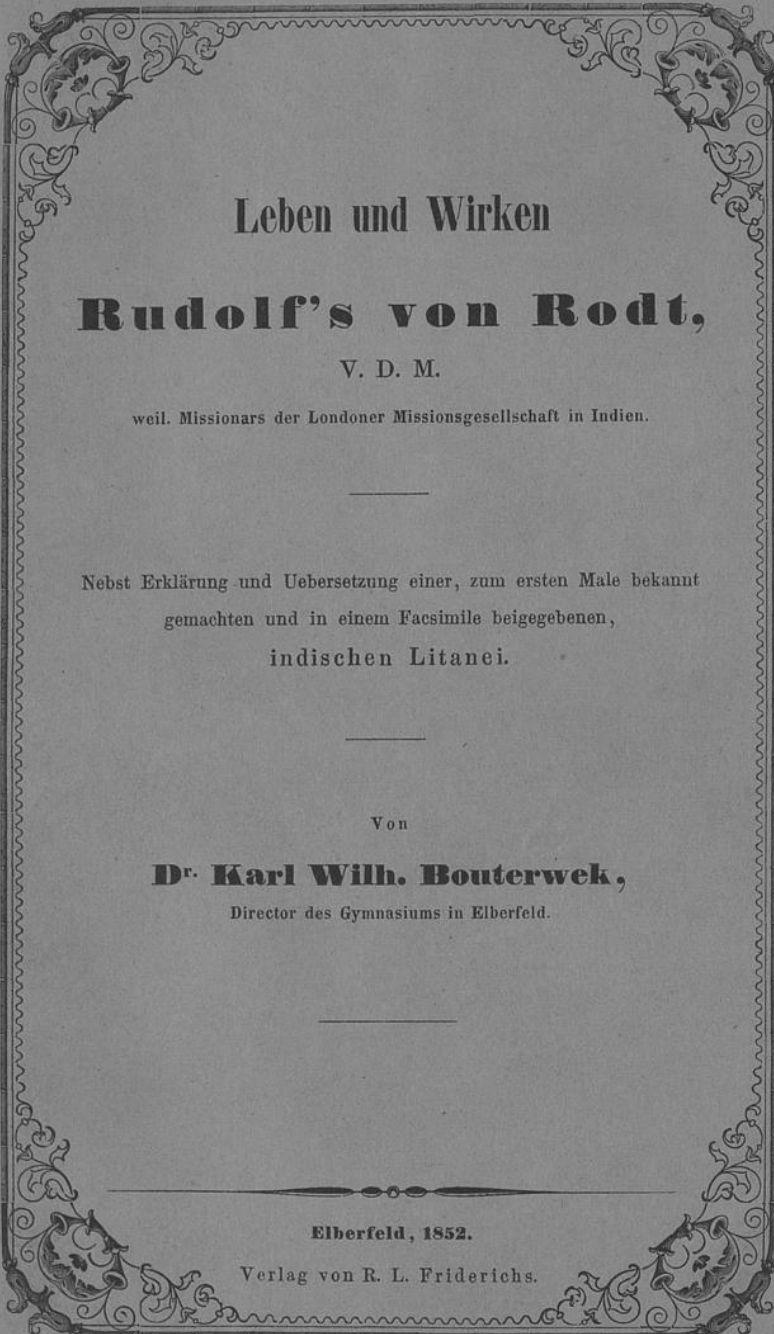 Leben und Wirken
Rudolf's von Rodt,
V. D. M.
weil. Missionars der Londoner Missionsgesellschaft in Indien.
Nebst Erklärung und Uebersetzung einer, zum ersten Male bekannt
gemachten und in einem Facsimile beigegebenen,
indischen Litanei.
Von
Dr. Karl Wilh. Bouterwek,
Director des Gymnasiums in Elberfeld.
Elberfeld, 1852.
Verlag von R. L. Friderichs.